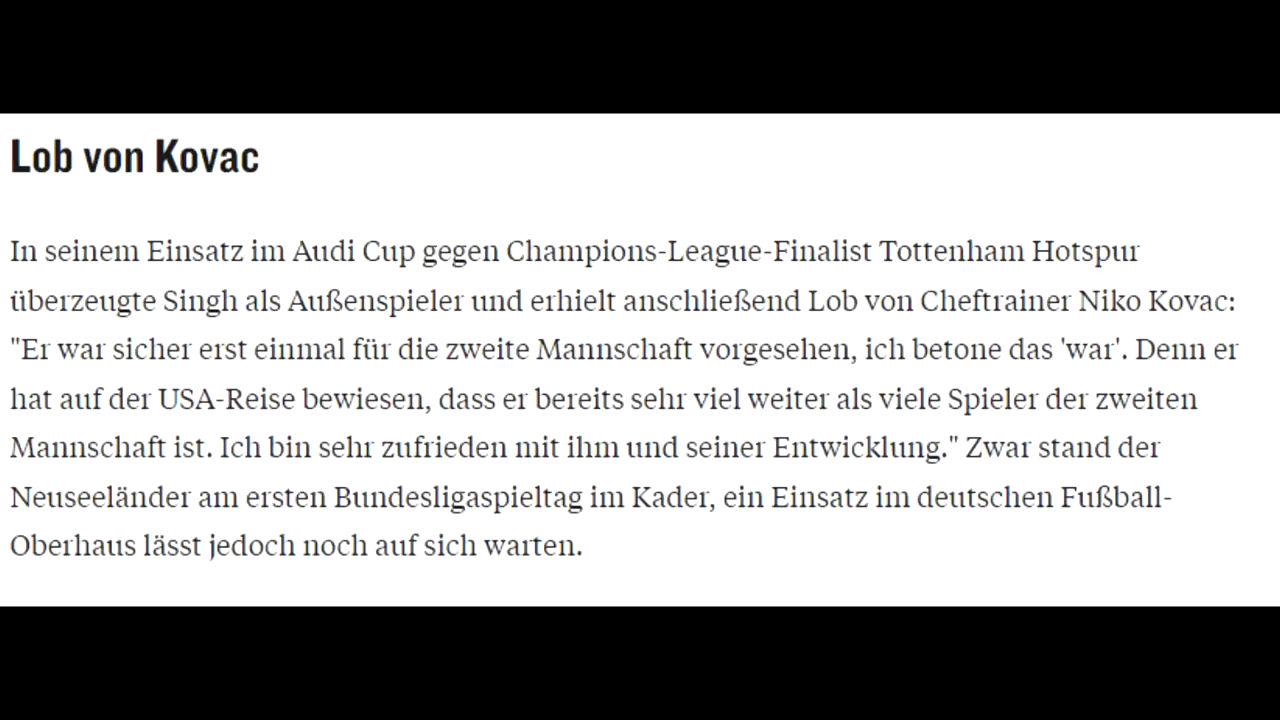 Lob von Kovac
In seinem Einsatz im Audi Cup gegen Champions-League-Finalist Tottenham Hotspur
überzeugte Singh als Außenspieler und erhielt anschließend Lob von Cheftrainer Niko Kovac:
"Er war sicher erst einmal für die zweite Mannschaft vorgesehen, ich betone das 'war'. Denn er
hat auf der USA-Reise bewiesen, dass er bereits sehr viel weiter als viele Spieler der zweiten
Mannschaft ist. Ich bin sehr zufrieden mit ihm und seiner Entwicklung." Zwar stand der
Neuseeländer am ersten Bundesligaspieltag im Kader, ein Einsatz im deutschen Fußball-
Oberhaus lässt jedoch noch auf sich warten.